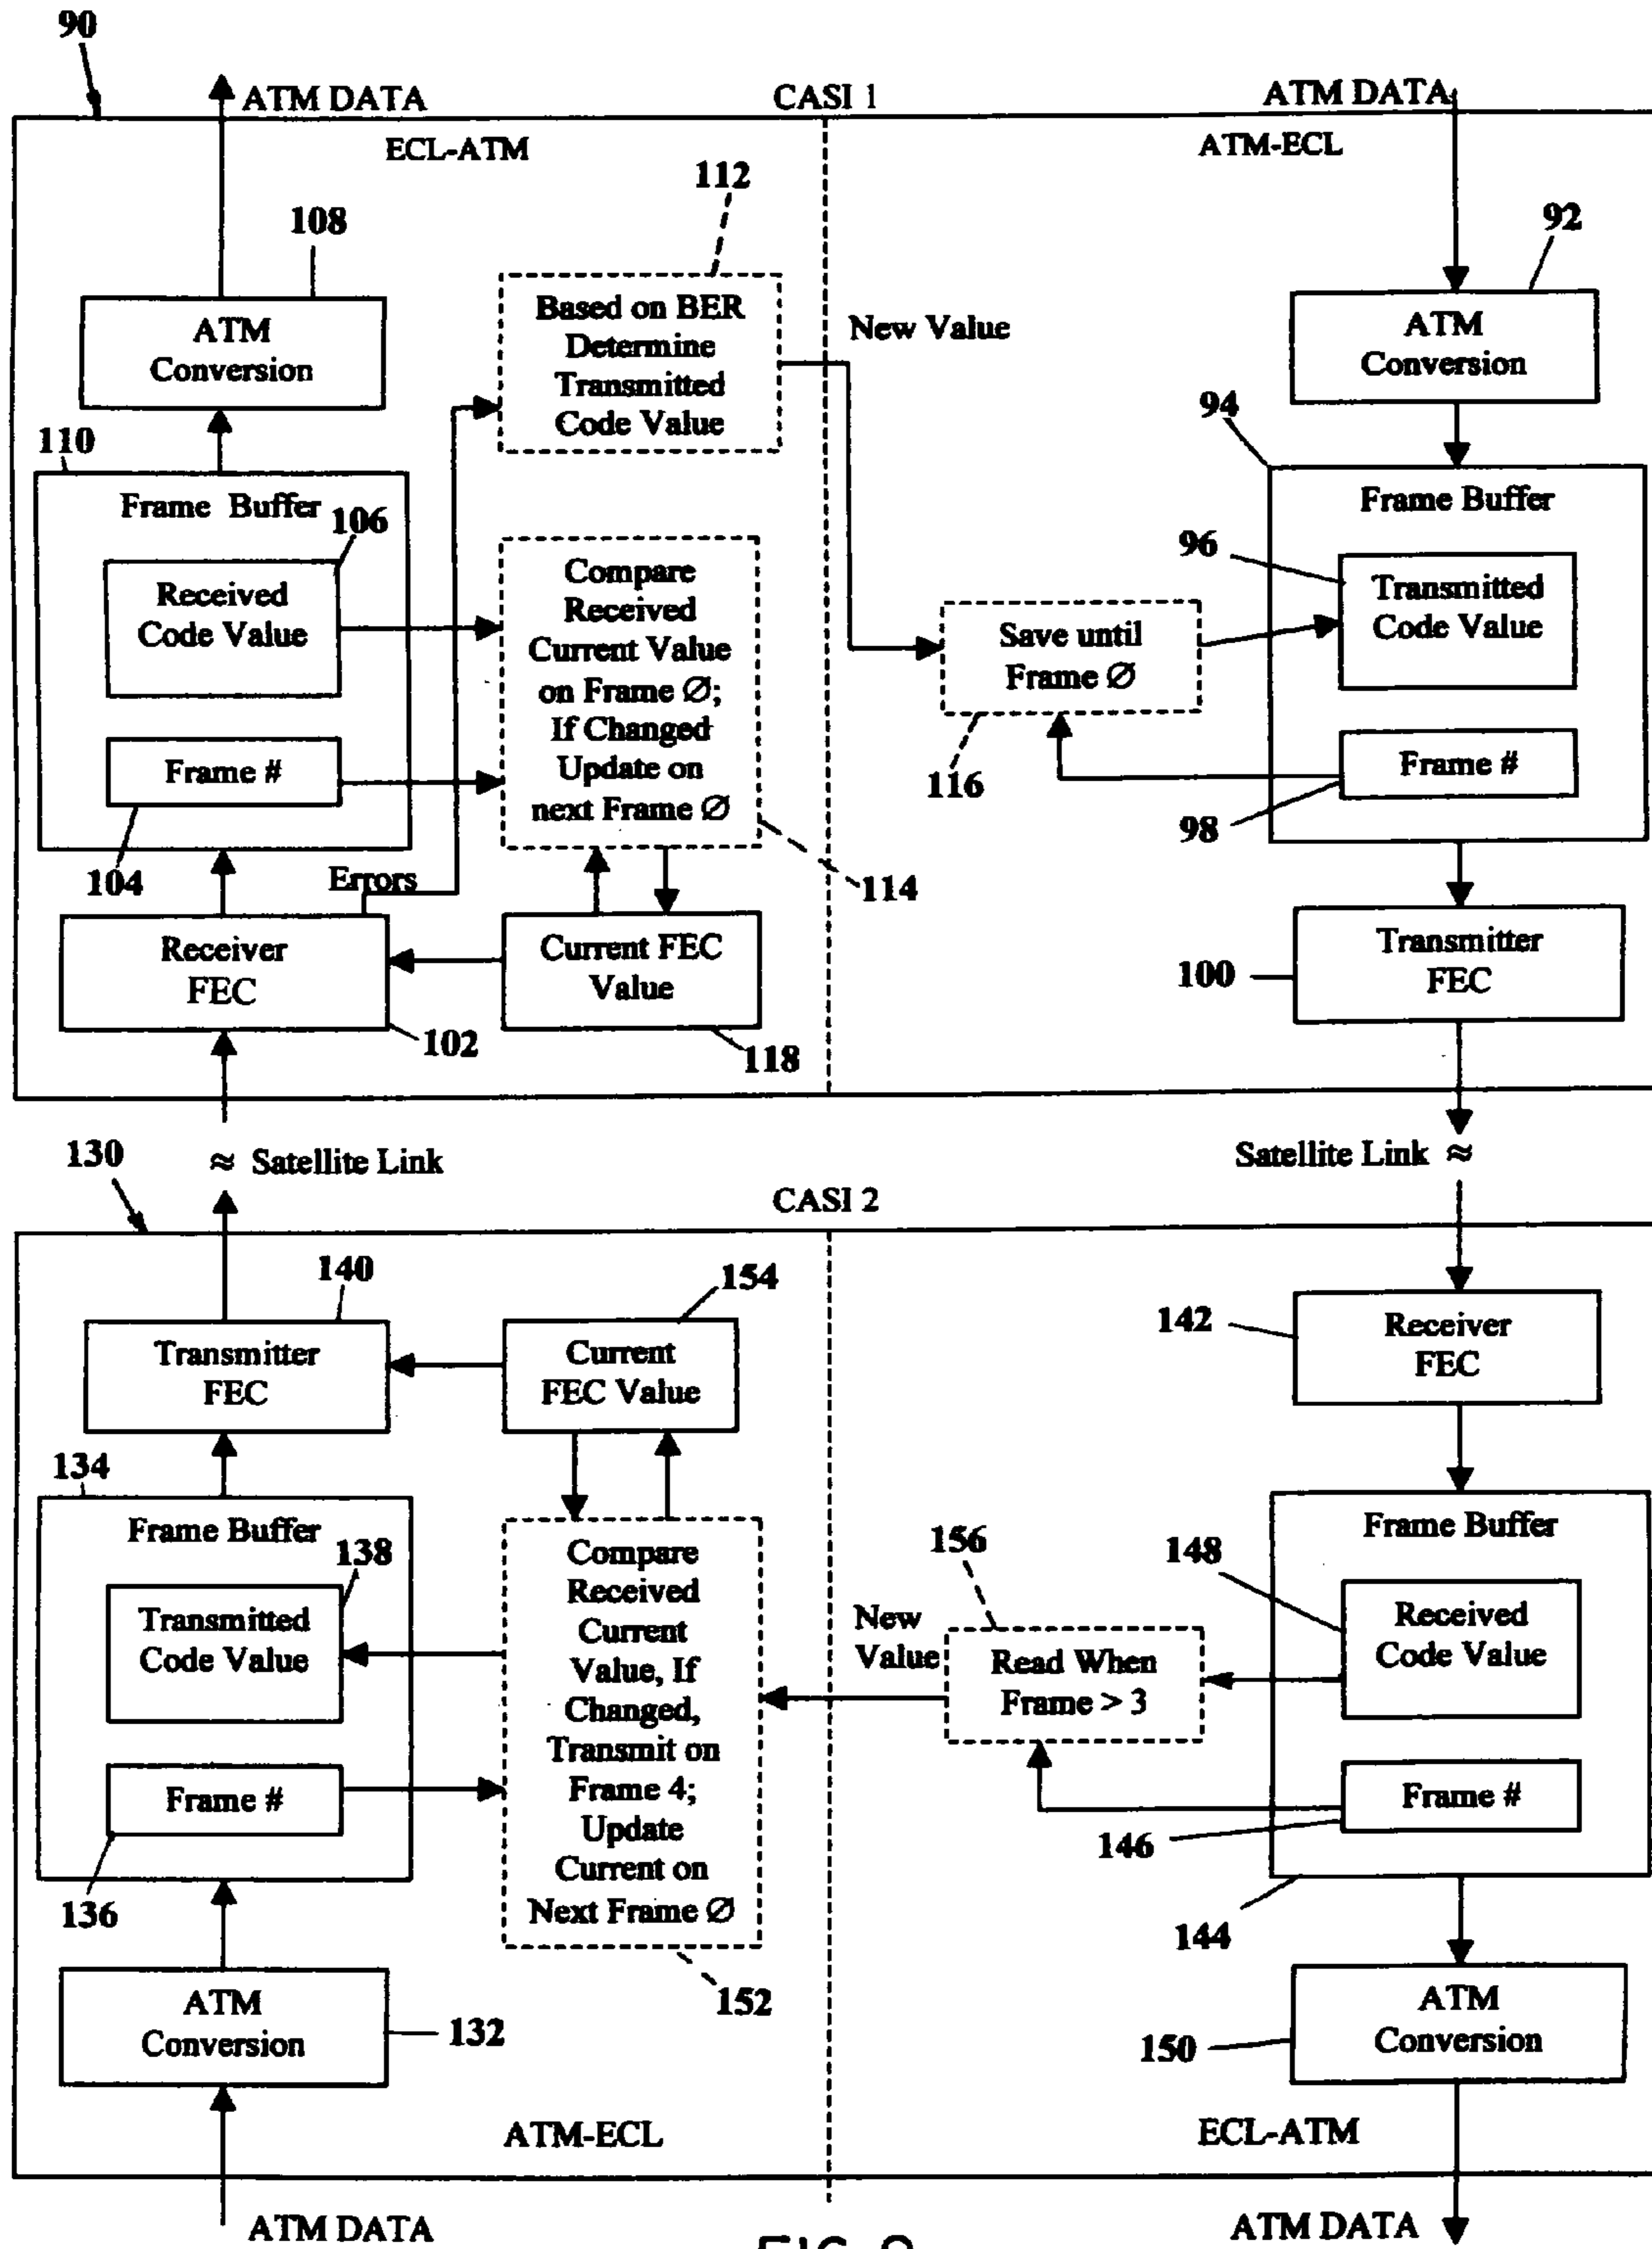 90
ATM DATA
CASI 1
ATM DATA
ECL-ATM
ATM-ECL
112
108
92
ATM
Conversion
Based on BER
Determine
Transmitted
Code Value
New Value
ATM
Conversion
94
110
Frame Buffer
106
Received
Code Value
Frame #
104
Compare
Received
Current Value
on Frame Ø;
If Changed
Update on
next Frame Ø
114
Save until
Frame Ø
116
Frame Buffer
96
Transmitted
Code Value
Frame #
98
Errors
Receiver
FEC
102
Current FEC
Value
118
Transmitter
FEC
100
130
≈ Satellite Link
Satellite Link ≈
CASI 2
140
154
Transmitter
FEC
Current
FEC Value
142
Receiver
FEC
134
Frame Buffer
138
Transmitted
Code Value
Frame #
136
Compare
Received
Current
Value, If
Changed,
Transmit on
Frame 4;
Update
Current on
Next Frame Ø
152
New
Value
156
Read When
Frame > 3
148
Frame Buffer
Received
Code Value
Frame #
146
144
ATM
Conversion
132
ATM
Conversion
150
ATM-ECL
ECL-ATM
ATM DATA
ATM DATA